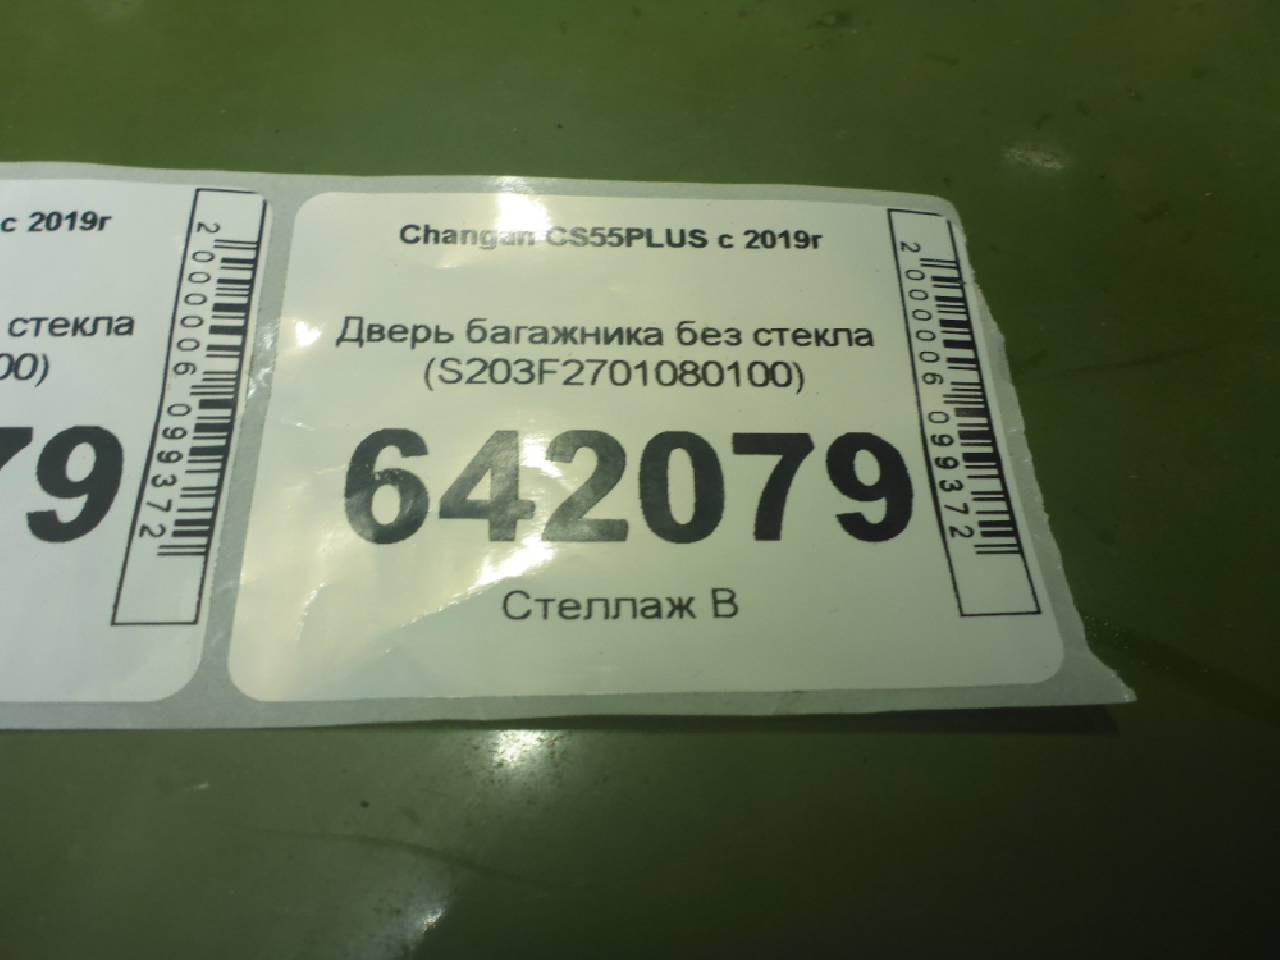 с 2019г
стекла
00)
79
2000006099372
Changan CS55PLUS с 2019г
Дверь багажника без стекла
(S203F2701080100)
642079
Стеллаж В
2000006099372